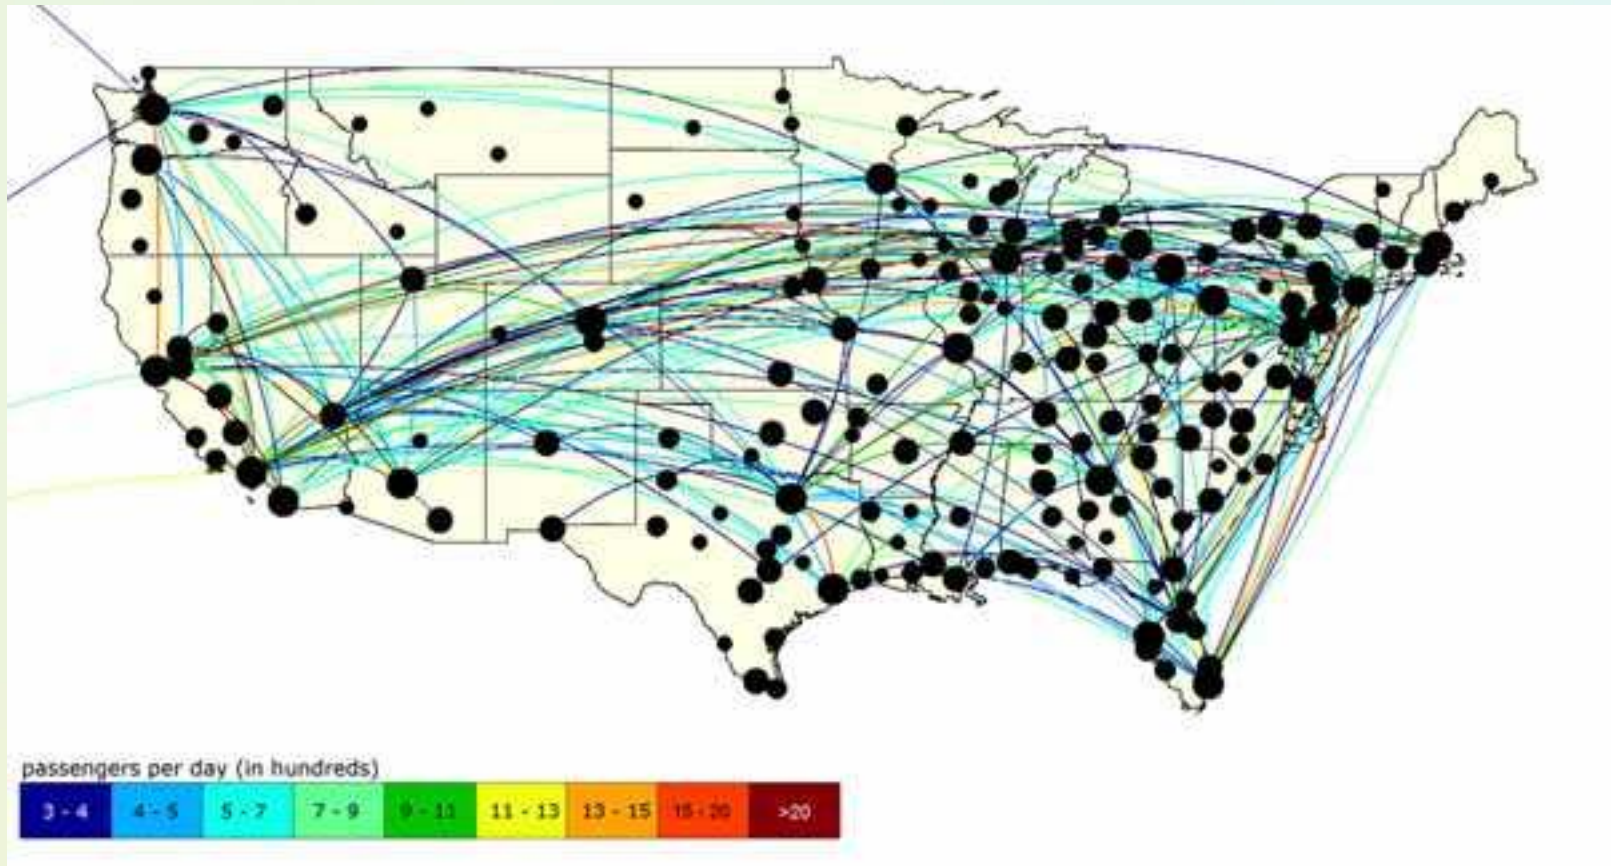 passengers per day (in hundreds)
3 - 4 4 - 5 5 - 7 7 - 9 9 - 11 11 - 13 13 - 15 15 - 20 >20